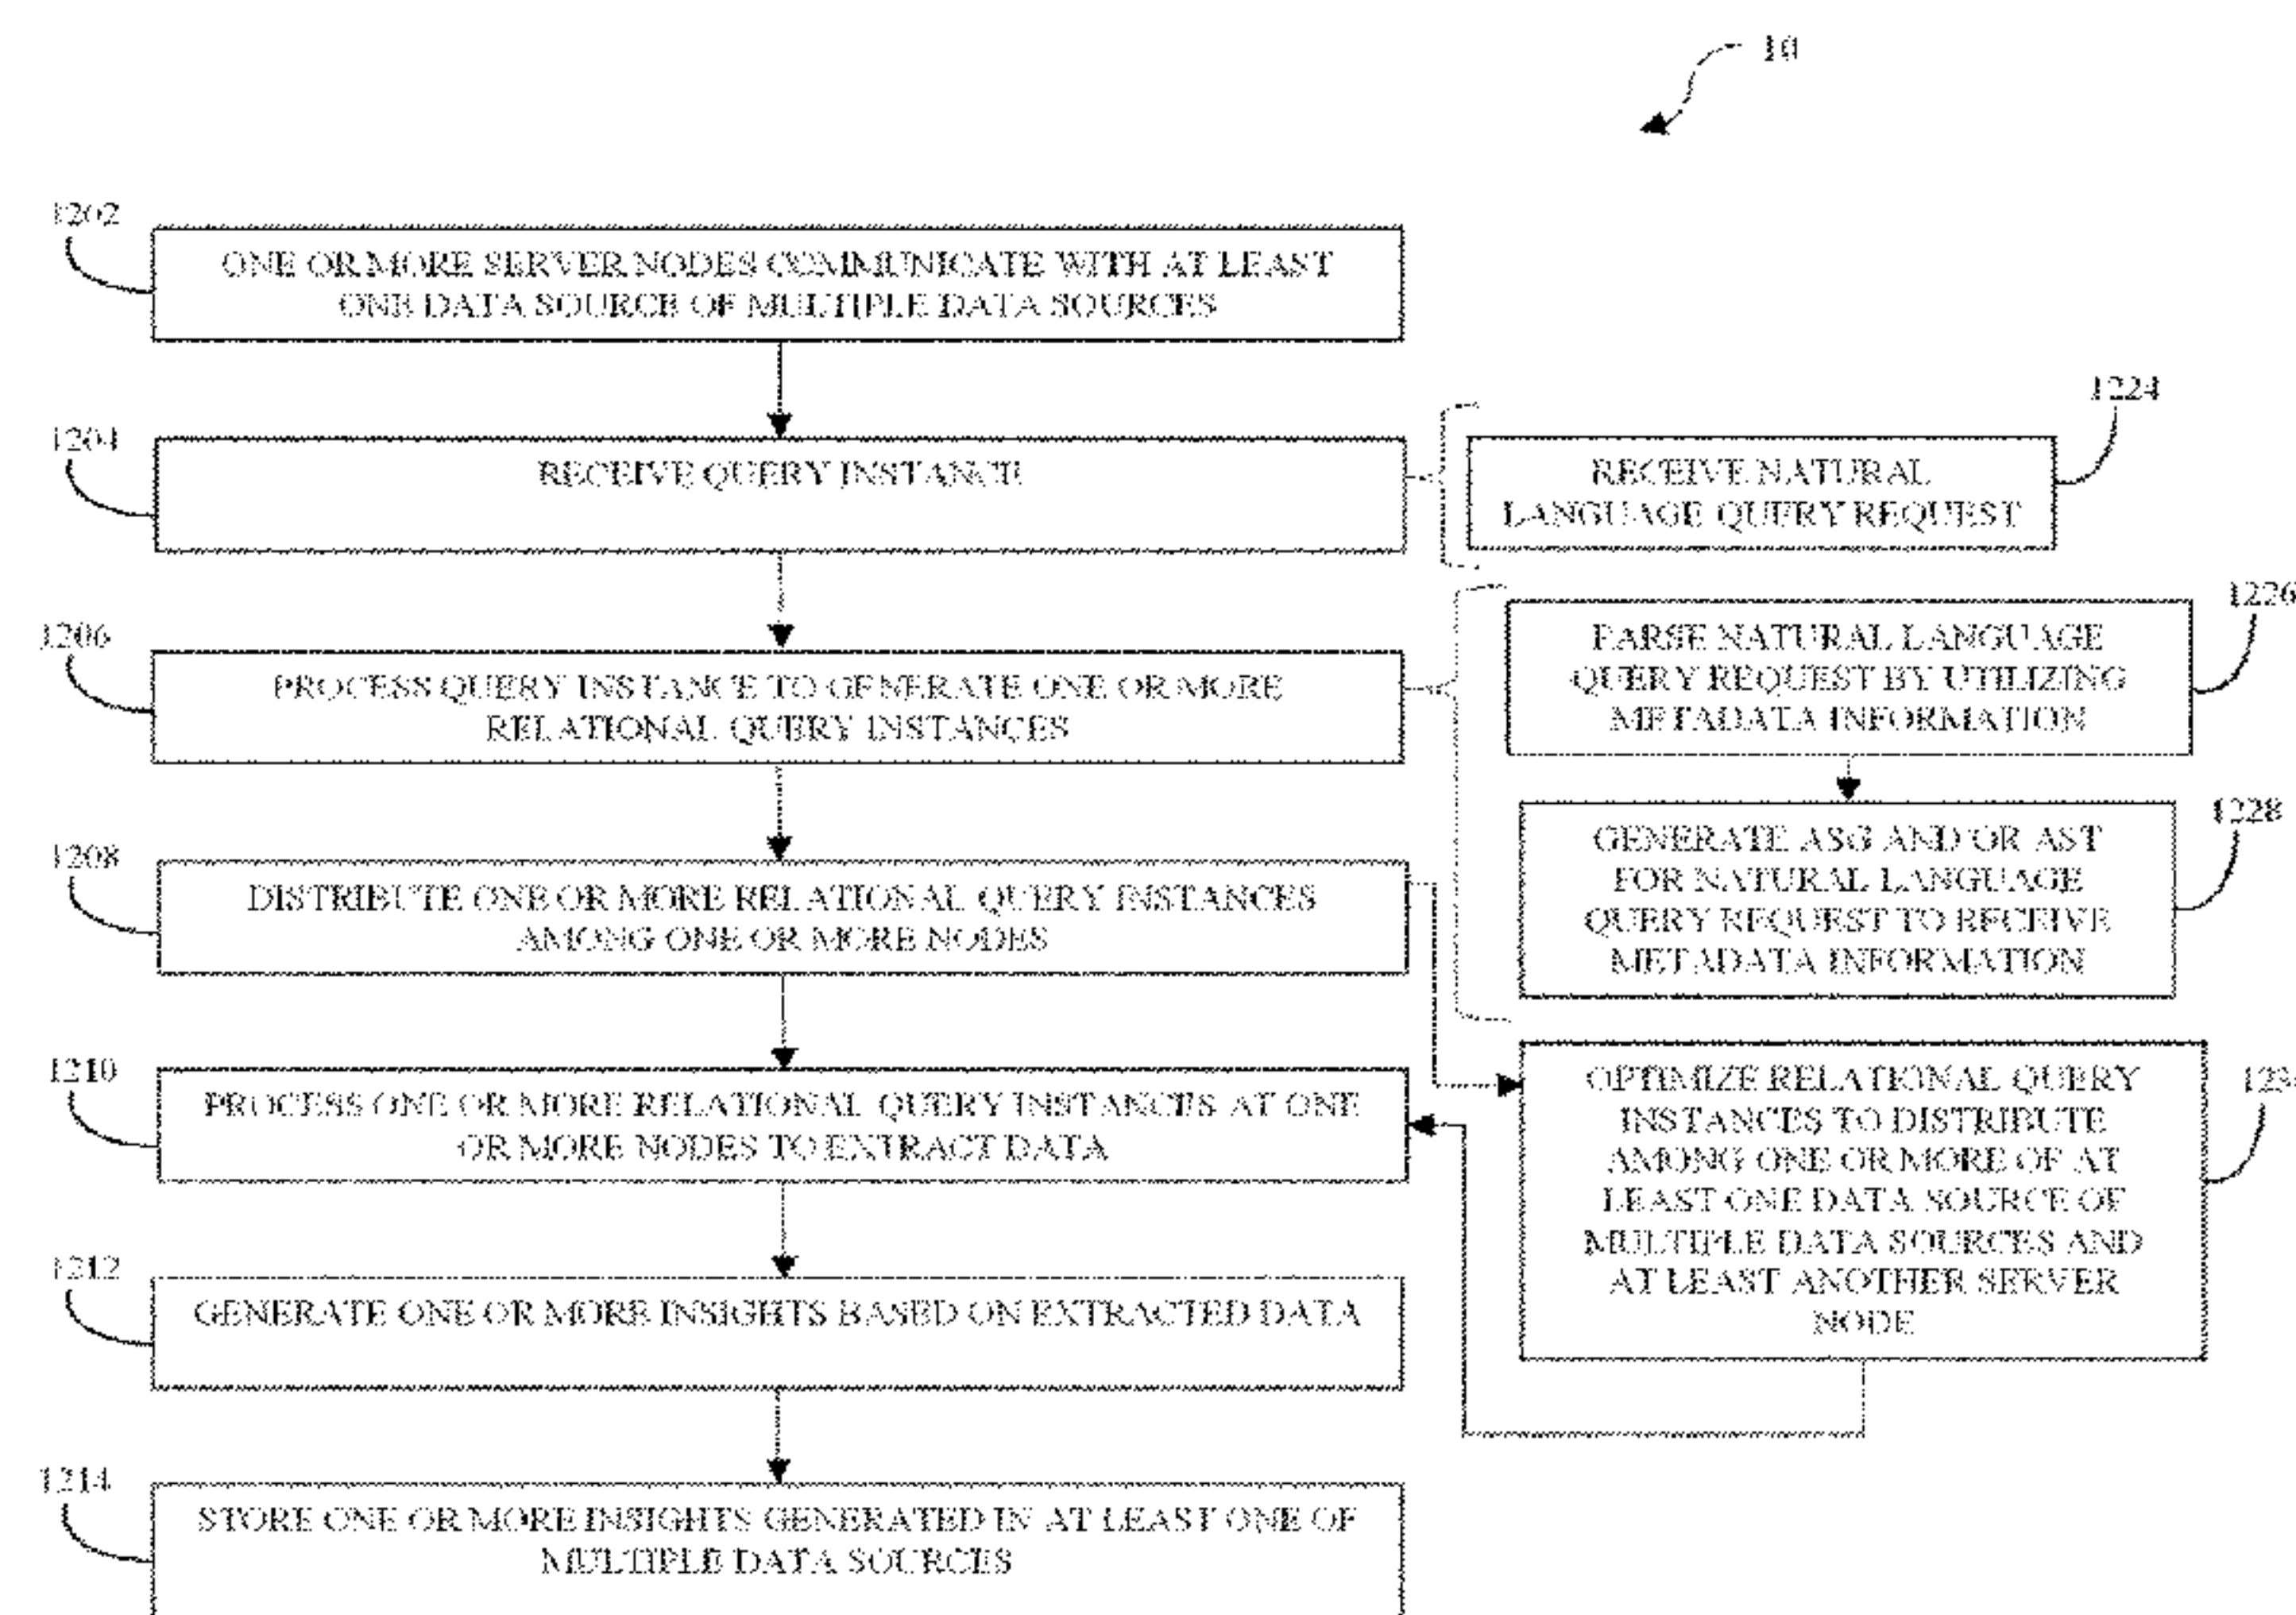 10
1202
ONE OR MORE SERVER NODES COMMUNICATE WITH AT LEAST
ONE DATA SOURCE OF MULTIPLE DATA SOURCES
1204
RECEIVE QUERY INSTANCE
1224
RECEIVE NATURAL
LANGUAGE QUERY REQUEST
1206
PROCESS QUERY INSTANCE TO GENERATE ONE OR MORE
RELATIONAL QUERY INSTANCES
1226
PARSE NATURAL LANGUAGE
QUERY REQUEST BY UTILIZING
METADATA INFORMATION
1228
GENERATE ASG AND/OR AST
FOR NATURAL LANGUAGE
QUERY REQUEST TO RECEIVE
METADATA INFORMATION
1208
DISTRIBUTE ONE OR MORE RELATIONAL QUERY INSTANCES
AMONG ONE OR MORE NODES
OPTIMIZE RELATIONAL QUERY
INSTANCES TO DISTRIBUTE
AMONG ONE OR MORE OF AT
LEAST ONE DATA SOURCE OF
MULTIPLE DATA SOURCES AND
AT LEAST ANOTHER SERVER
NODE
1210
PROCESS ONE OR MORE RELATIONAL QUERY INSTANCES AT ONE
OR MORE NODES TO EXTRACT DATA
1212
GENERATE ONE OR MORE INSIGHTS BASED ON EXTRACTED DATA
1214
STORE ONE OR MORE INSIGHTS GENERATED IN AT LEAST ONE OF
MULTIPLE DATA SOURCES